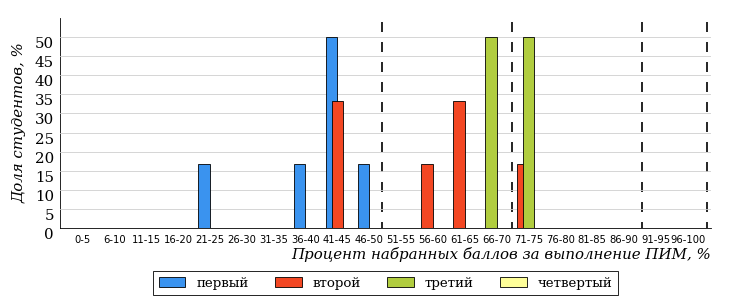 Доля студентов, %
50
45
40
35
30
25
20
15
10
5
0
0-5 6-10 11-15 16-20 21-25 26-30 31-35 36-40 41-45 46-50 51-55 56-60 61-65 66-70 71-75 76-80 81-85 86-90 91-95 96-100
Процент набранных баллов за выполнение ПИМ, %
первый второй третий четвертый